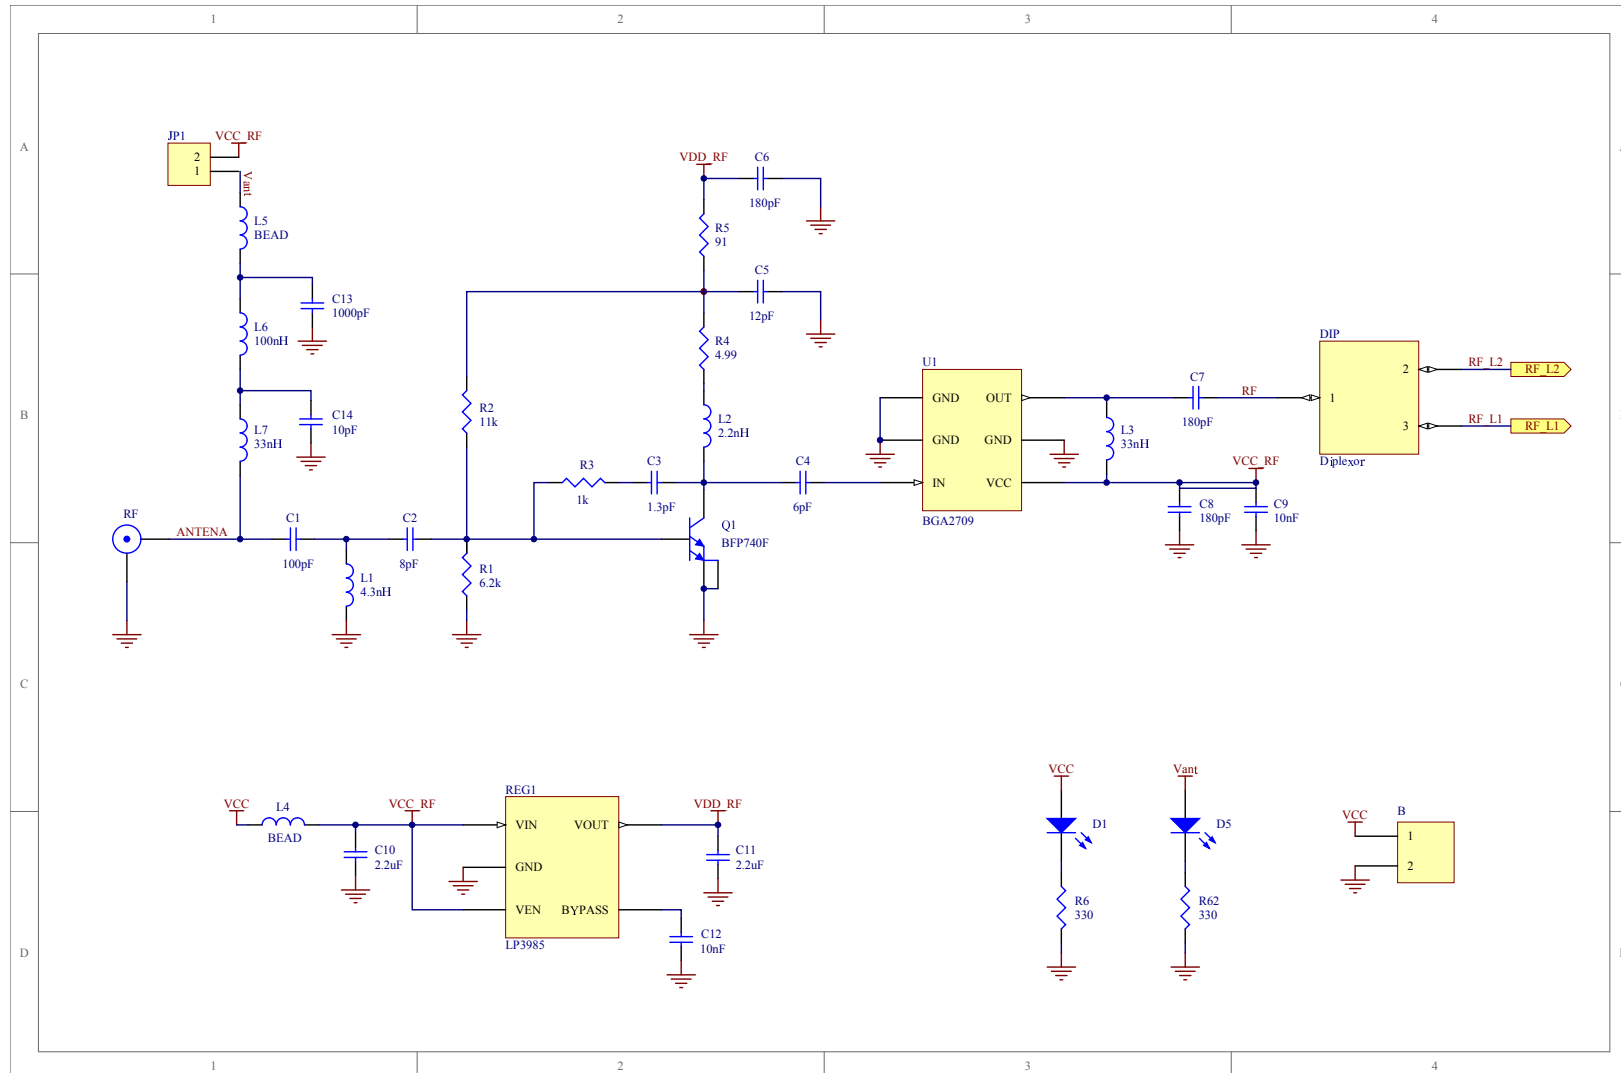 1 2 3 4
A
JP1
VCC_RF
2
1
Vant
L5
BEAD
C13
1000pF
L6
100nH
C14
10pF
L7
33nH
VDD_RF
C6
180pF
R5
91
C5
12pF
R4
4.99
L2
2.2nH
R2
11k
R3
1k
C3
1.3pF
C4
6pF
B
U1
GND OUT
GND GND
IN VCC
BGA2709
C7
180pF
RF
L3
33nH
VCC_RF
C8
180pF
C9
10nF
DIP
2
1
3
Diplexor
RF_L2 RF_L2
RF_L1 RF_L1
RF
ANTENA
C1
100pF
L1
4.3nH
C2
8pF
R1
6.2k
Q1
BFP740F
C
VCC
L4
BEAD
VCC_RF
C10
2.2uF
REG1
VIN VOUT
GND
VEN BYPASS
LP3985
VDD_RF
C11
2.2uF
C12
10nF
VCC
D1
R6
330
Vant
D5
R62
330
VCC
B
1
2
D
1 2 3 4